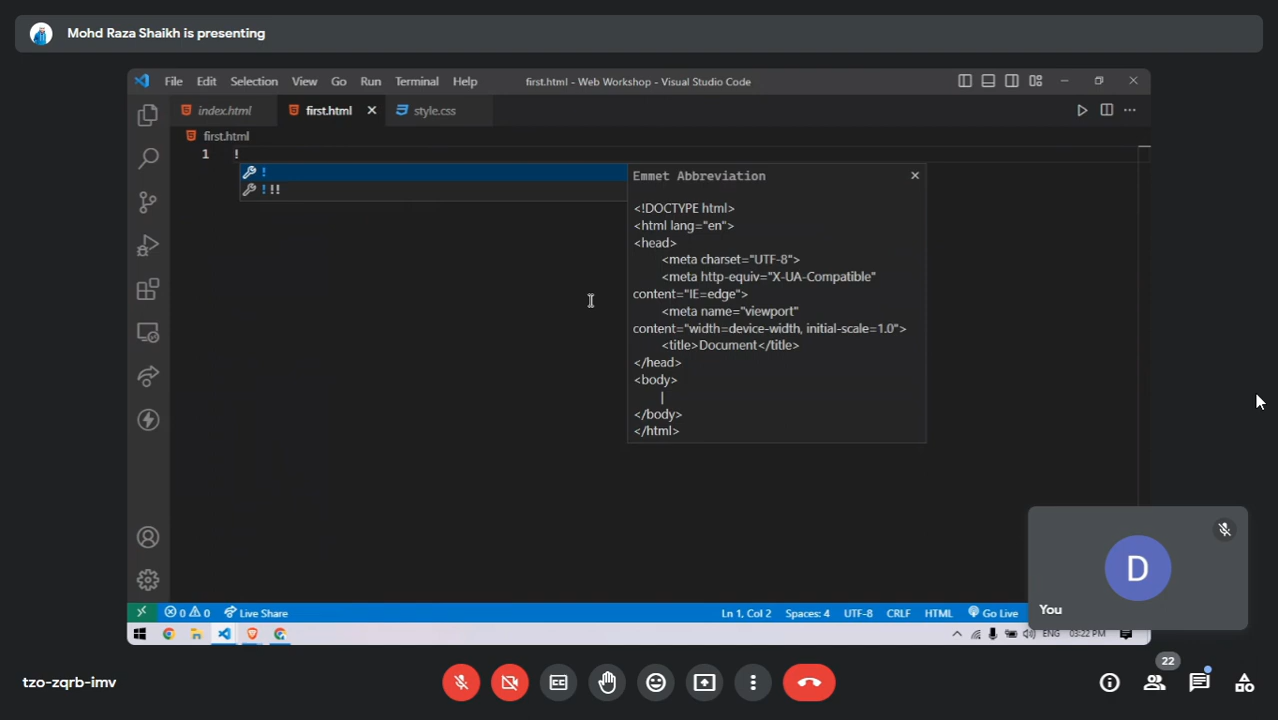 Mohd Raza Shaikh is presenting
File Edit Selection View Go Run Terminal Help first.html - Web Workshop - Visual Studio Code
index.html first.html style.css
first.html
1 !
!
!!!
Emmet Abbreviation
<!DOCTYPE html>
<html lang="en">
<head>
<meta charset="UTF-8">
<meta http-equiv="X-UA-Compatible"
content="IE=edge">
<meta name="viewport"
content="width=device-width, initial-scale=1.0">
<title>Document</title>
</head>
<body>
|
</body>
</html>
D
You
0 0 Live Share Ln 1, Col 2 Spaces: 4 UTF-8 CRLF HTML Go Live
ENG 03:22 PM
tzo-zqrb-imv
CC
22